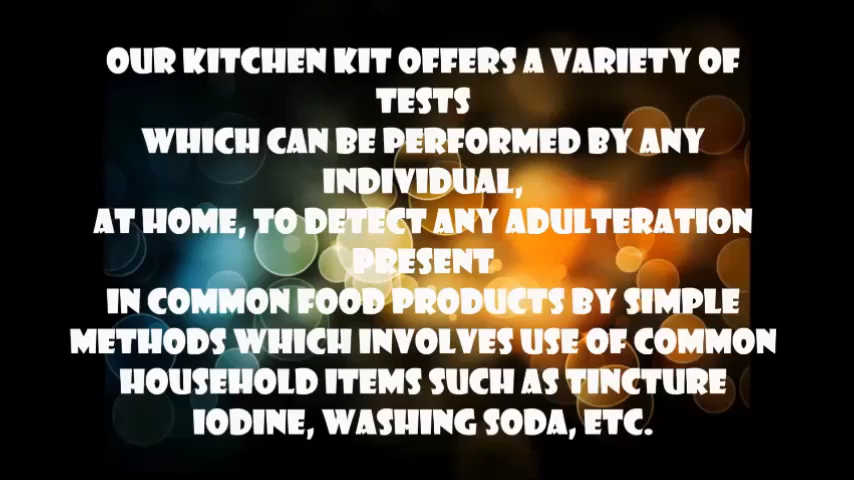 OUR KITCHEN KIT OFFERS A VARIETY OF
TESTS
WHICH CAN BE PERFORMED BY ANY
INDIVIDUAL,
AT HOME, TO DETECT ANY ADULTERATION
PRESENT
IN COMMON FOOD PRODUCTS BY SIMPLE
METHODS WHICH INVOLVES USE OF COMMON
HOUSEHOLD ITEMS SUCH AS TINCTURE
IODINE, WASHING SODA, ETC.